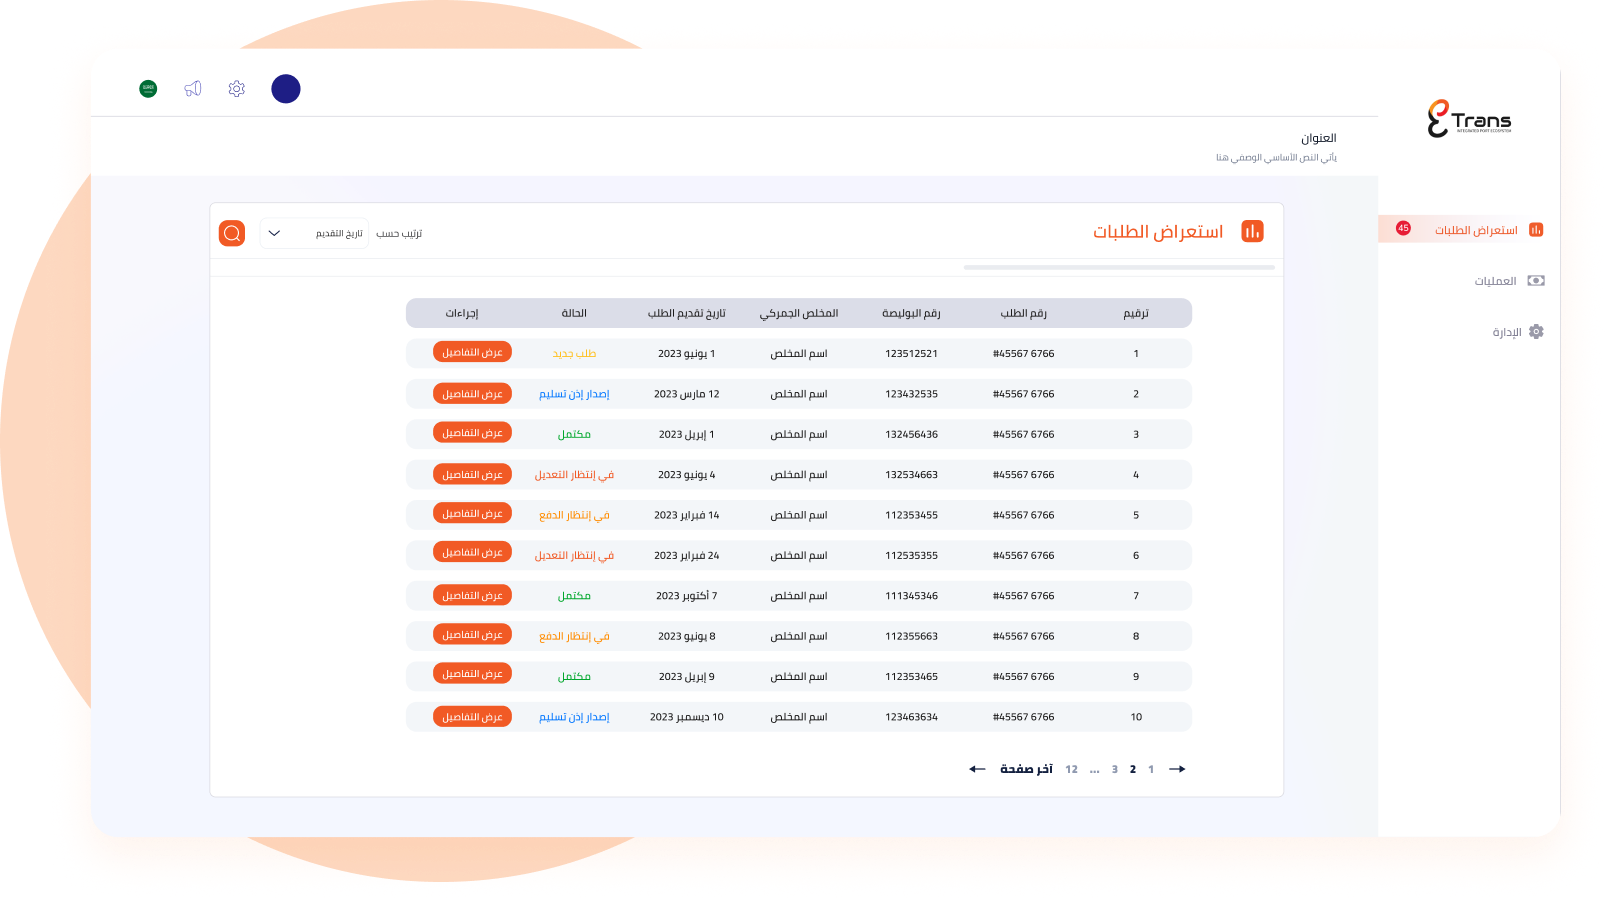 Trans
INTEGRATED PORT ECOSYSTEM
العنوان
يأتي النص الأساسي الوصفي هنا
استعراض الطلبات 45
العمليات
الإدارة
استعراض الطلبات
ترتيب حسب تاريخ التقديم
ترقيم رقم الطلب رقم البوليصة المخلص الجمركي تاريخ تقديم الطلب الحالة إجراءات
1 #45567 6766 123512521 اسم المخلص 1 يونيو 2023 طلب جديد عرض التفاصيل
2 #45567 6766 123432535 اسم المخلص 12 مارس 2023 إصدار إذن تسليم عرض التفاصيل
3 #45567 6766 132456436 اسم المخلص 1 إبريل 2023 مكتمل عرض التفاصيل
4 #45567 6766 132534663 اسم المخلص 4 يونيو 2023 في إنتظار التعديل عرض التفاصيل
5 #45567 6766 112353455 اسم المخلص 14 فبراير 2023 في إنتظار الدفع عرض التفاصيل
6 #45567 6766 112535355 اسم المخلص 24 فبراير 2023 في إنتظار التعديل عرض التفاصيل
7 #45567 6766 111345346 اسم المخلص 7 أكتوبر 2023 مكتمل عرض التفاصيل
8 #45567 6766 112355663 اسم المخلص 8 يونيو 2023 في إنتظار الدفع عرض التفاصيل
9 #45567 6766 112353465 اسم المخلص 9 إبريل 2023 مكتمل عرض التفاصيل
10 #45567 6766 123463634 اسم المخلص 10 ديسمبر 2023 إصدار إذن تسليم عرض التفاصيل
1 2 3 ... 12 آخر صفحة